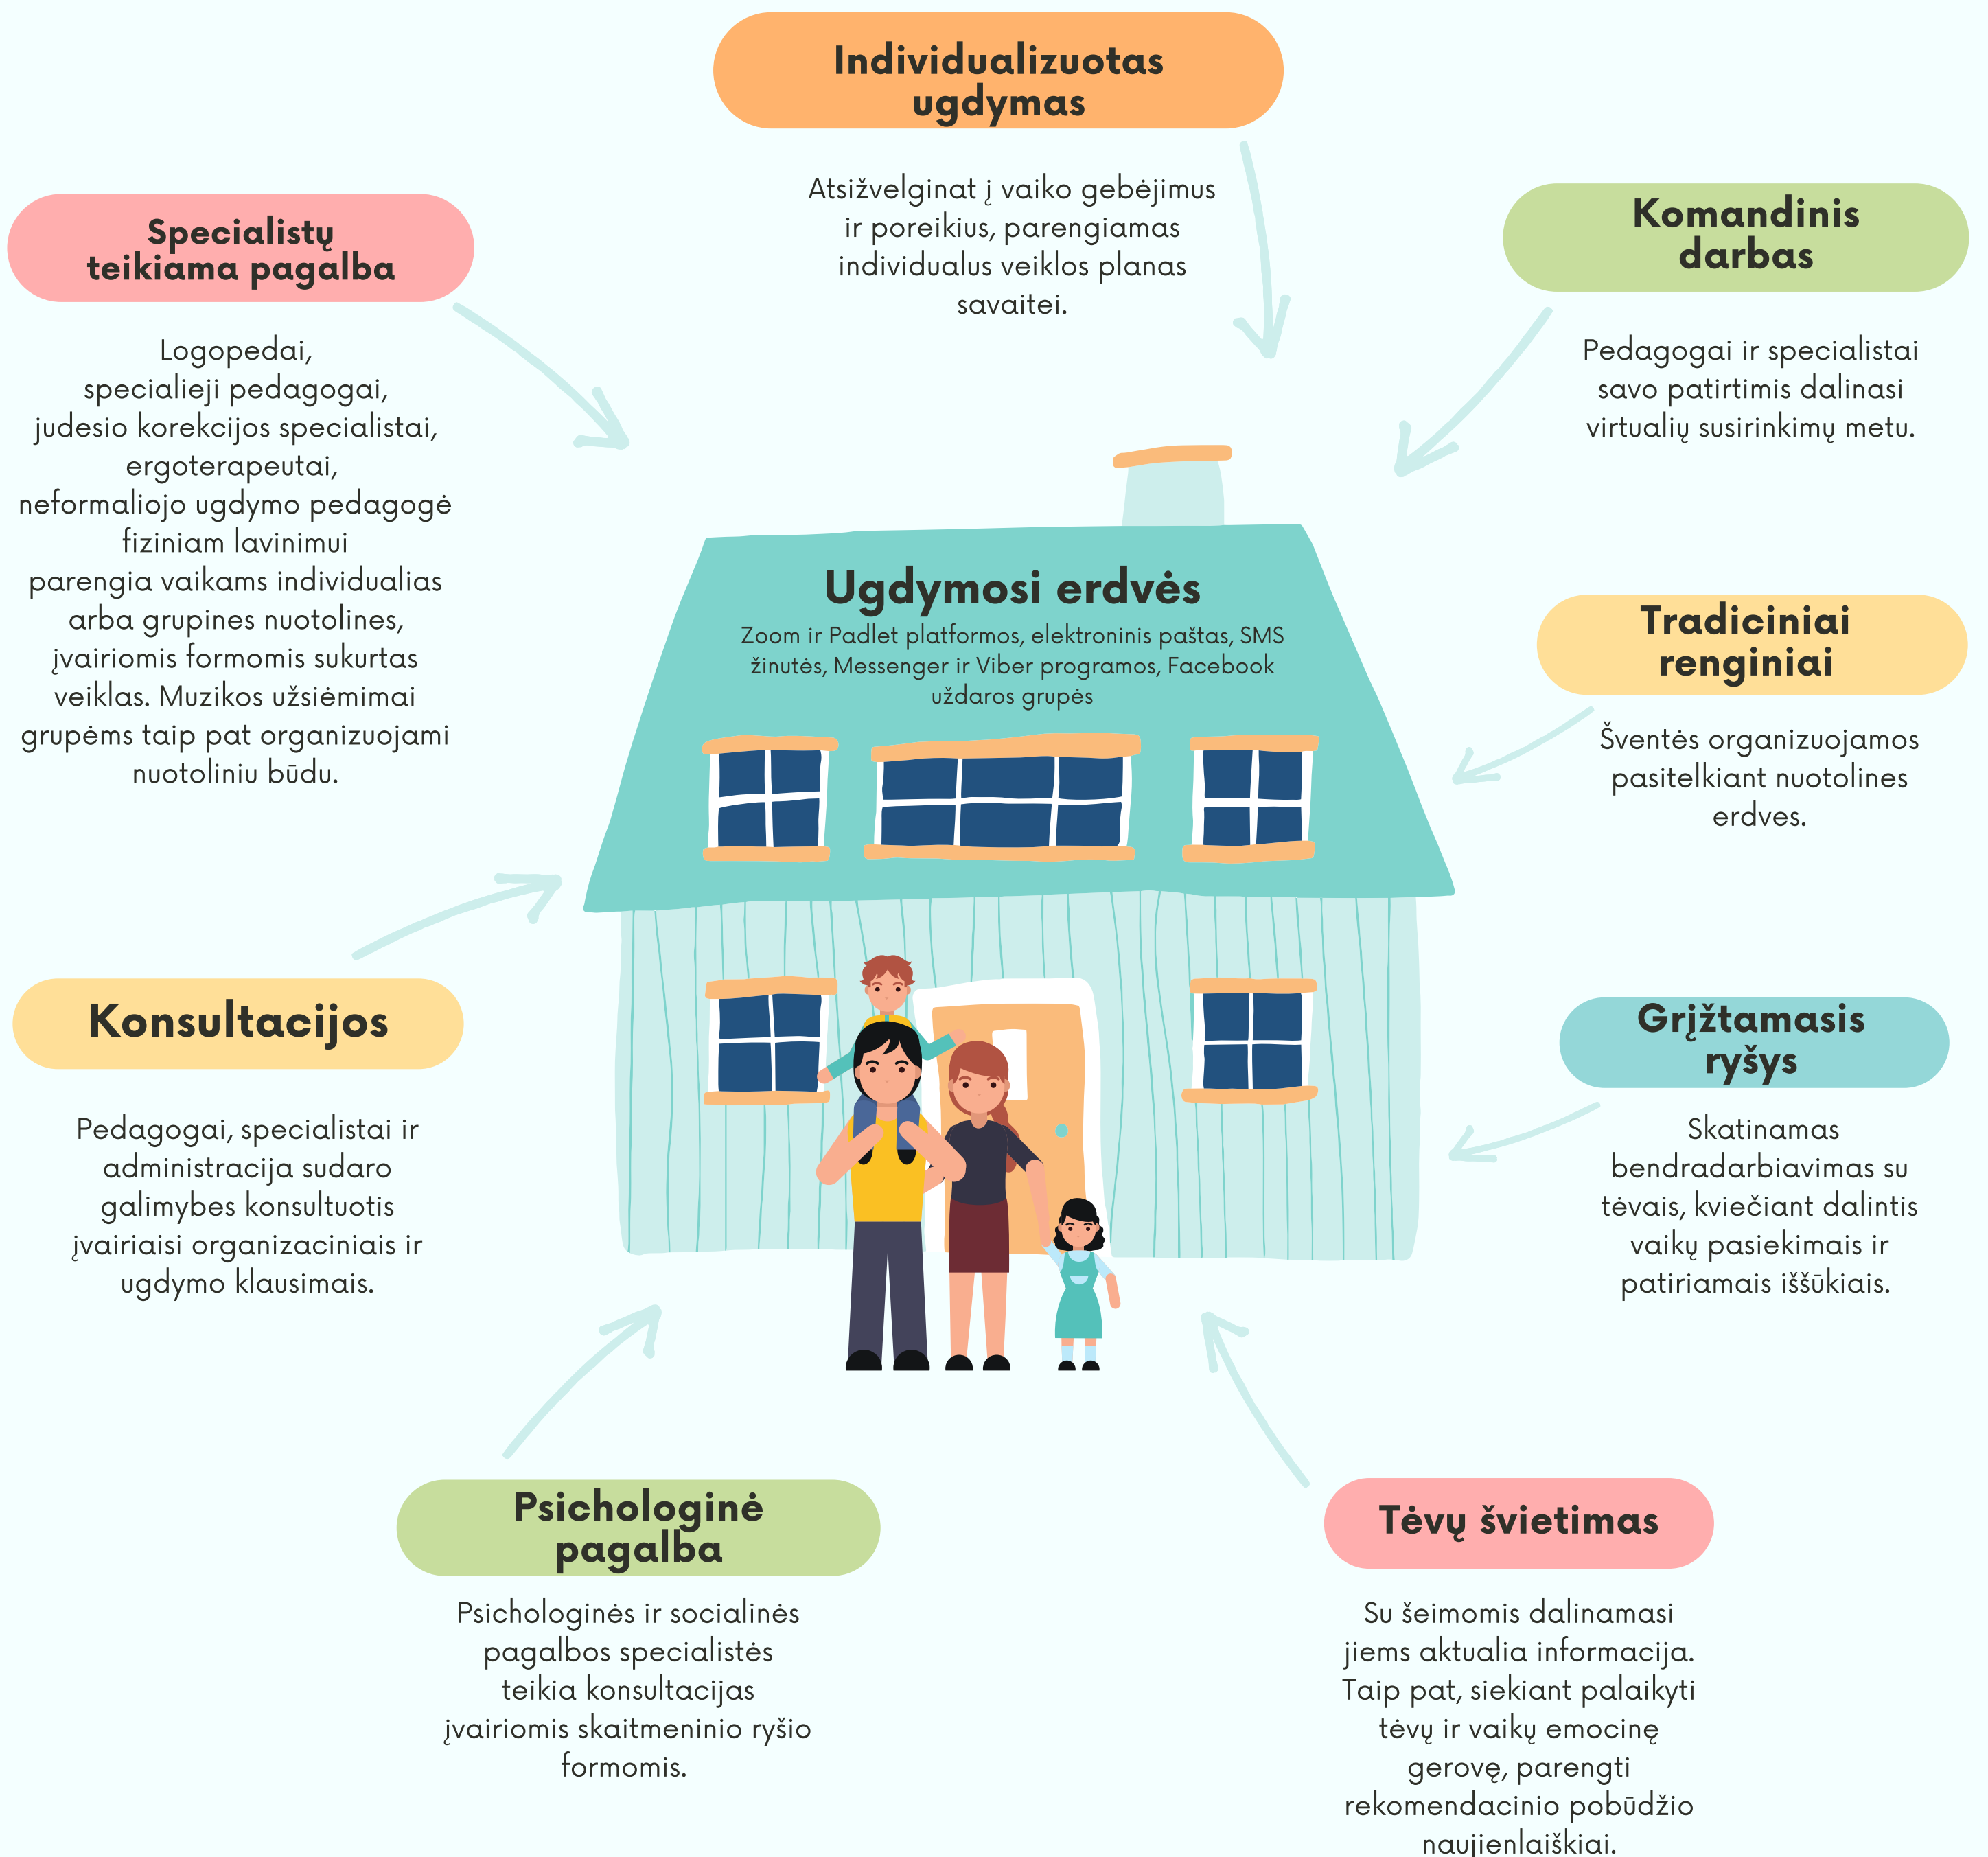 Individualizuotas
ugdymas
Atsižvelginat į vaiko gebėjimus
ir poreikius, parengiamas
individualus veiklos planas
savaitei.
Specialistų
teikiama pagalba
Logopedai,
specialieji pedagogai,
judesio korekcijos specialistai,
ergoterapeutai,
neformaliojo ugdymo pedagogė
fiziniam lavinimui
parengia vaikams individualias
arba grupines nuotolines,
įvairiomis formomis sukurtas
veiklas. Muzikos užsiėmimai
grupėms taip pat organizuojami
nuotoliniu būdu.
Komandinis
darbas
Pedagogai ir specialistai
savo patirtimis dalinasi
virtualių susirinkimų metu.
Ugdymosi erdvės
Zoom ir Padlet platformos, elektroninis paštas, SMS
žinutės, Messenger ir Viber programos, Facebook
uždaros grupės
Tradiciniai
renginiai
Šventės organizuojamos
pasitelkiant nuotolines
erdves.
Konsultacijos
Pedagogai, specialistai ir
administracija sudaro
galimybes konsultuotis
įvairiaisi organizaciniais ir
ugdymo klausimais.
Grįžtamasis
ryšys
Skatinamas
bendradarbiavimas su
tėvais, kviečiant dalintis
vaikų pasiekimais ir
patiriamais iššūkiais.
Psichologinė
pagalba
Psichologinės ir socialinės
pagalbos specialistės
teikia konsultacijas
įvairiomis skaitmeninio ryšio
formomis.
Tėvų švietimas
Su šeimomis dalinamasi
jiems aktualia informacija.
Taip pat, siekiant palaikyti
tėvų ir vaikų emocinę
gerovę, parengti
rekomendacinio pobūdžio
naujienlaiškiai.